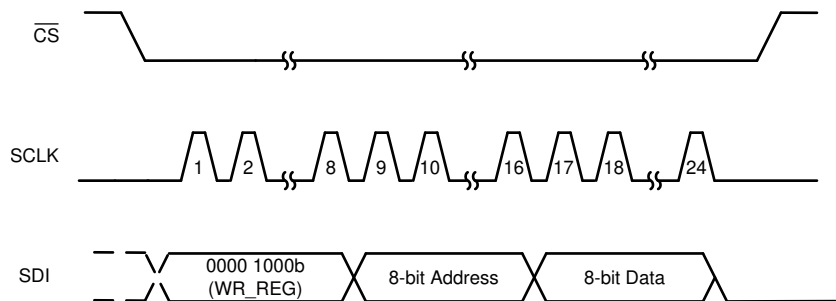 CS
SCLK
1 2 8 9 10 16 17 18 24
SDI
0000 1000b
(WR_REG)
8-bit Address
8-bit Data